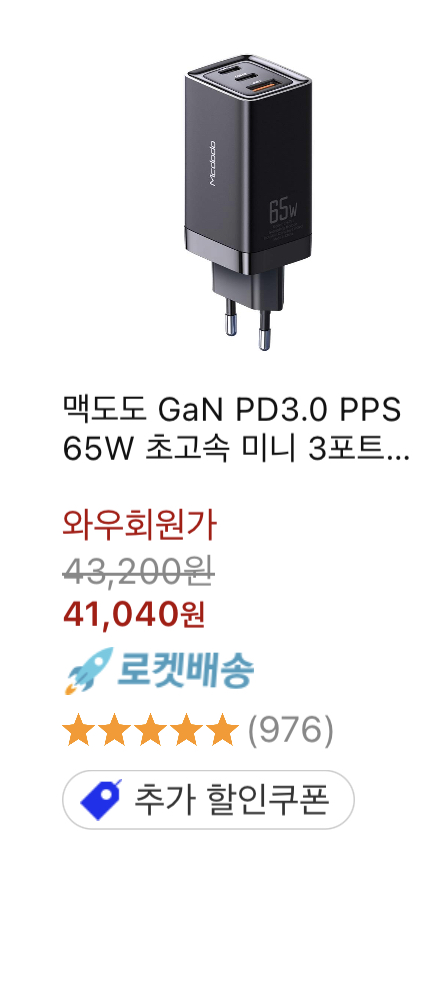 Mcdodo
65W
맥도도 GaN PD3.0 PPS
65W 초고속 미니 3포트...
와우회원가
43,200원
41,040원
로켓배송
(976)
추가 할인쿠폰